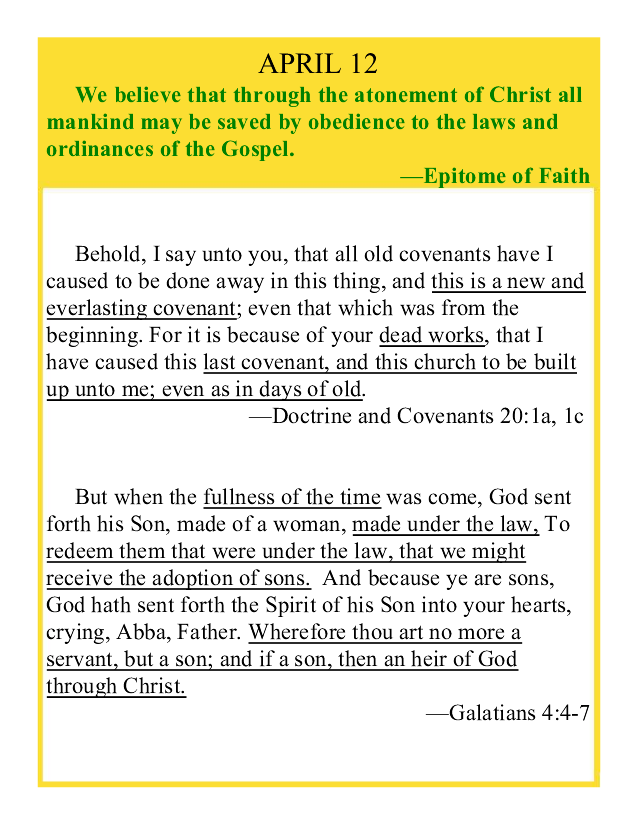 APRIL 12
We believe that through the atonement of Christ all
mankind may be saved by obedience to the laws and
ordinances of the Gospel.
—Epitome of Faith
Behold, I say unto you, that all old covenants have I
caused to be done away in this thing, and this is a new and
everlasting covenant; even that which was from the
beginning. For it is because of your dead works, that I
have caused this last covenant, and this church to be built
up unto me; even as in days of old.
—Doctrine and Covenants 20:1a, 1c
But when the fullness of the time was come, God sent
forth his Son, made of a woman, made under the law, To
redeem them that were under the law, that we might
receive the adoption of sons.  And because ye are sons,
God hath sent forth the Spirit of his Son into your hearts,
crying, Abba, Father. Wherefore thou art no more a
servant, but a son; and if a son, then an heir of God
through Christ.
—Galatians 4:4-7